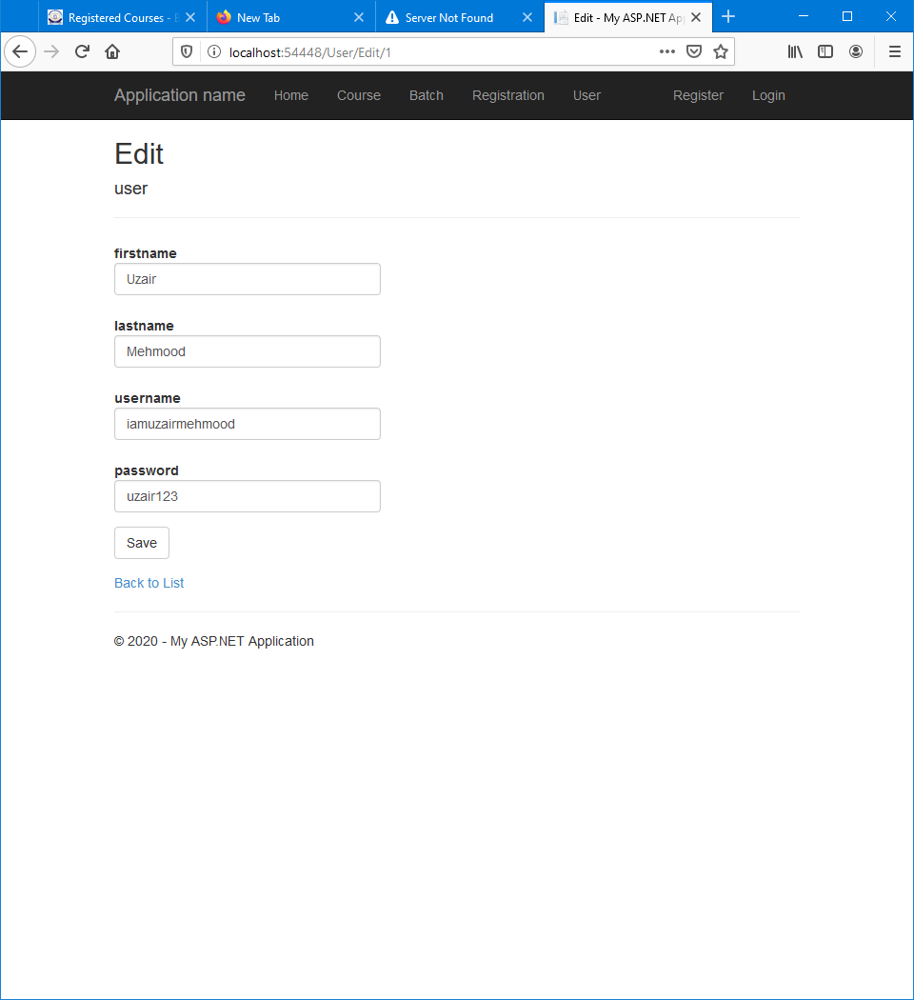 Registered Courses - New Tab Server Not Found Edit - My ASP.NET Ap
localhost:54448/User/Edit/1
Application name Home Course Batch Registration User Register Login
Edit
user
firstname
Uzair
lastname
Mehmood
username
iamuzairmehmood
password
uzair123
Save
Back to List
© 2020 - My ASP.NET Application